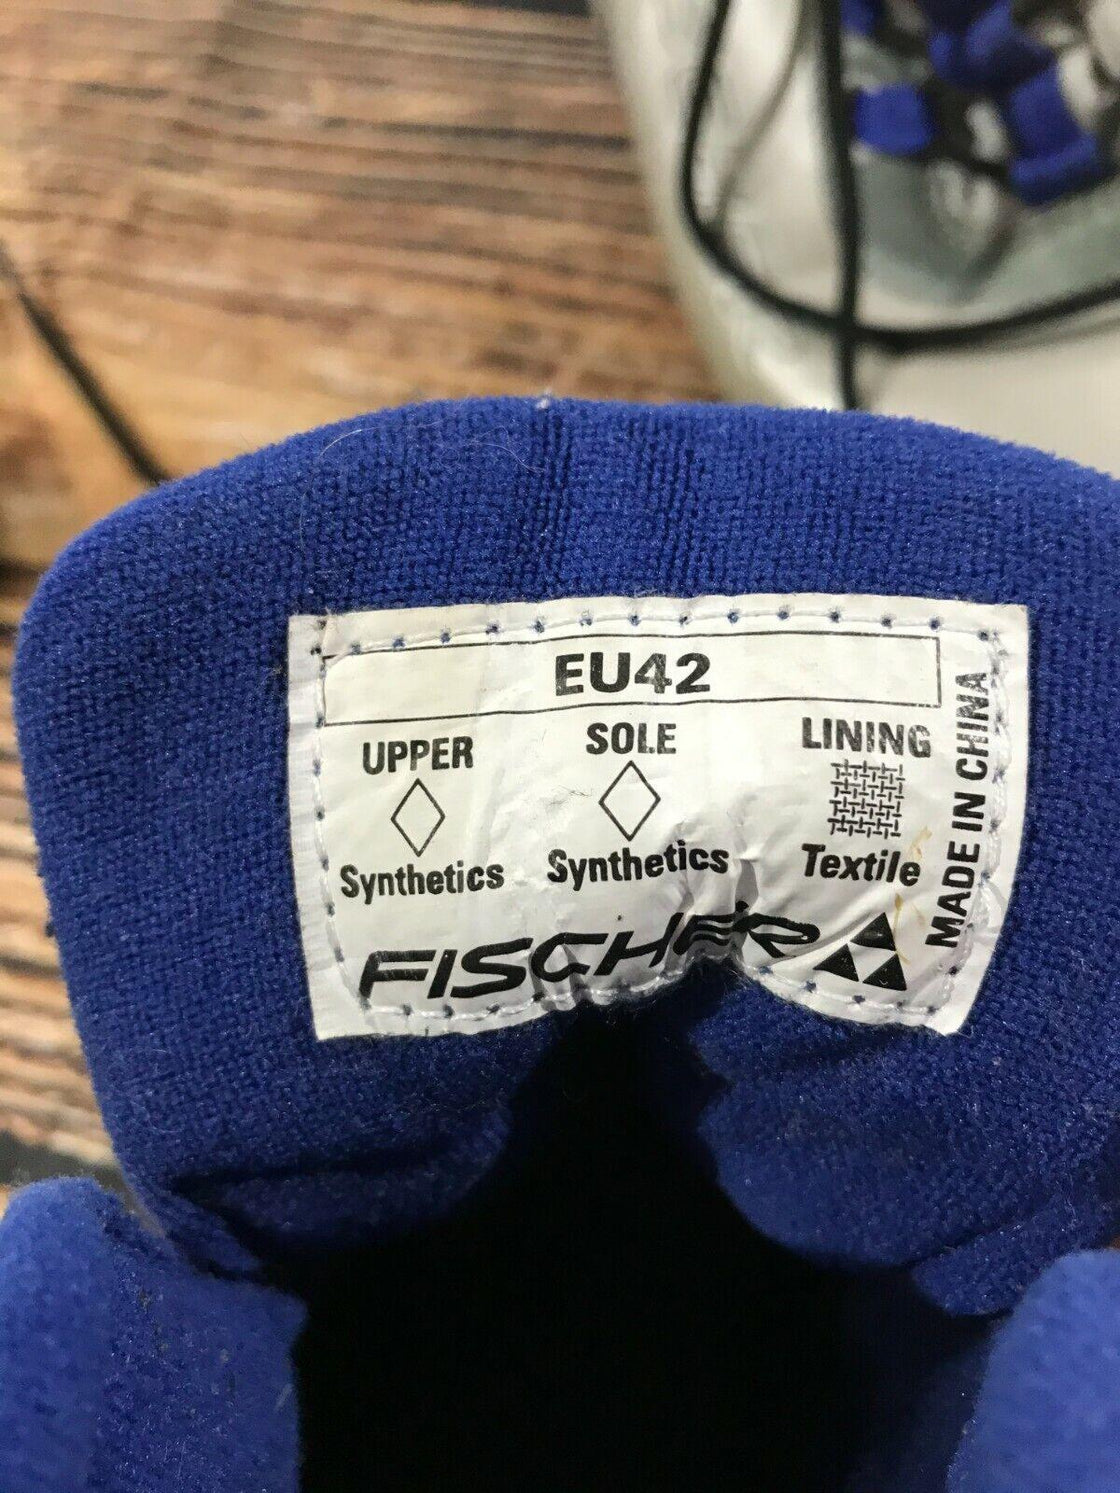 EU42
UPPER SOLE LINING
Synthetics Synthetics Textile
FISCHER
MADE IN CHINA